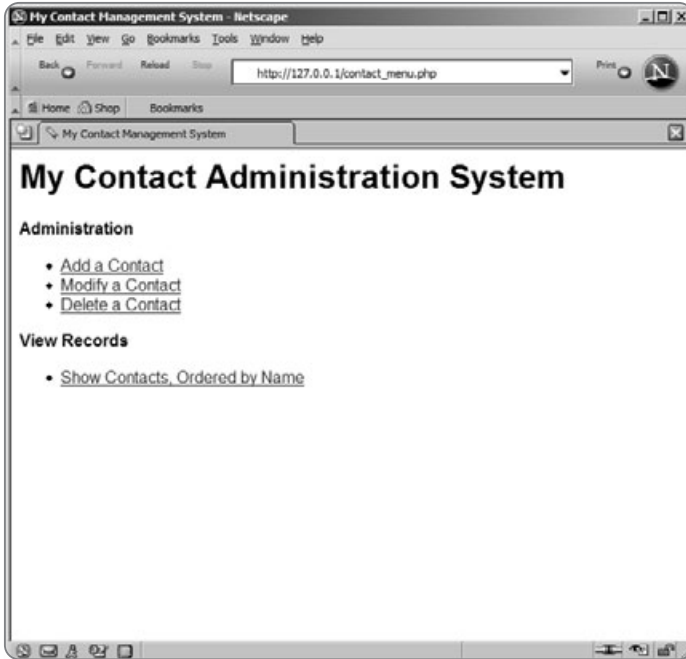 My Contact Management System - Netscape
File Edit View Go Bookmarks Tools Window Help
Back Forward Reload Stop http://127.0.0.1/contact_menu.php Print N
Home Shop Bookmarks
My Contact Management System
My Contact Administration System
Administration
• Add a Contact
• Modify a Contact
• Delete a Contact
View Records
• Show Contacts, Ordered by Name